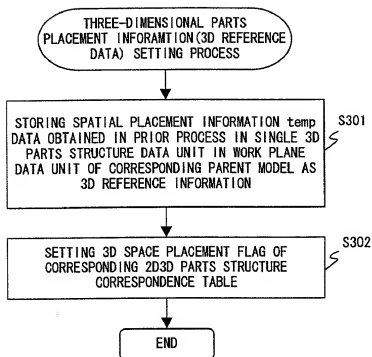 THREE-DIMENSIONAL PARTS
PLACEMENT INFORAMTION(3D REFERENCE
DATA) SETTING PROCESS
S301
STORING SPATIAL PLACEMENT INFORMATION temp
DATA OBTAINED IN PRIOR PROCESS IN SINGLE 3D
PARTS STRUCTURE DATA UNIT IN WORK PLANE
DATA UNIT OF CORRESPONDING PARENT MODEL AS
3D REFERENCE INFORMATION
S302
SETTING 3D SPACE PLACEMENT FLAG OF
CORRESPONDING 2D3D PARTS STRUCTURE
CORRESPONDENCE TABLE
END